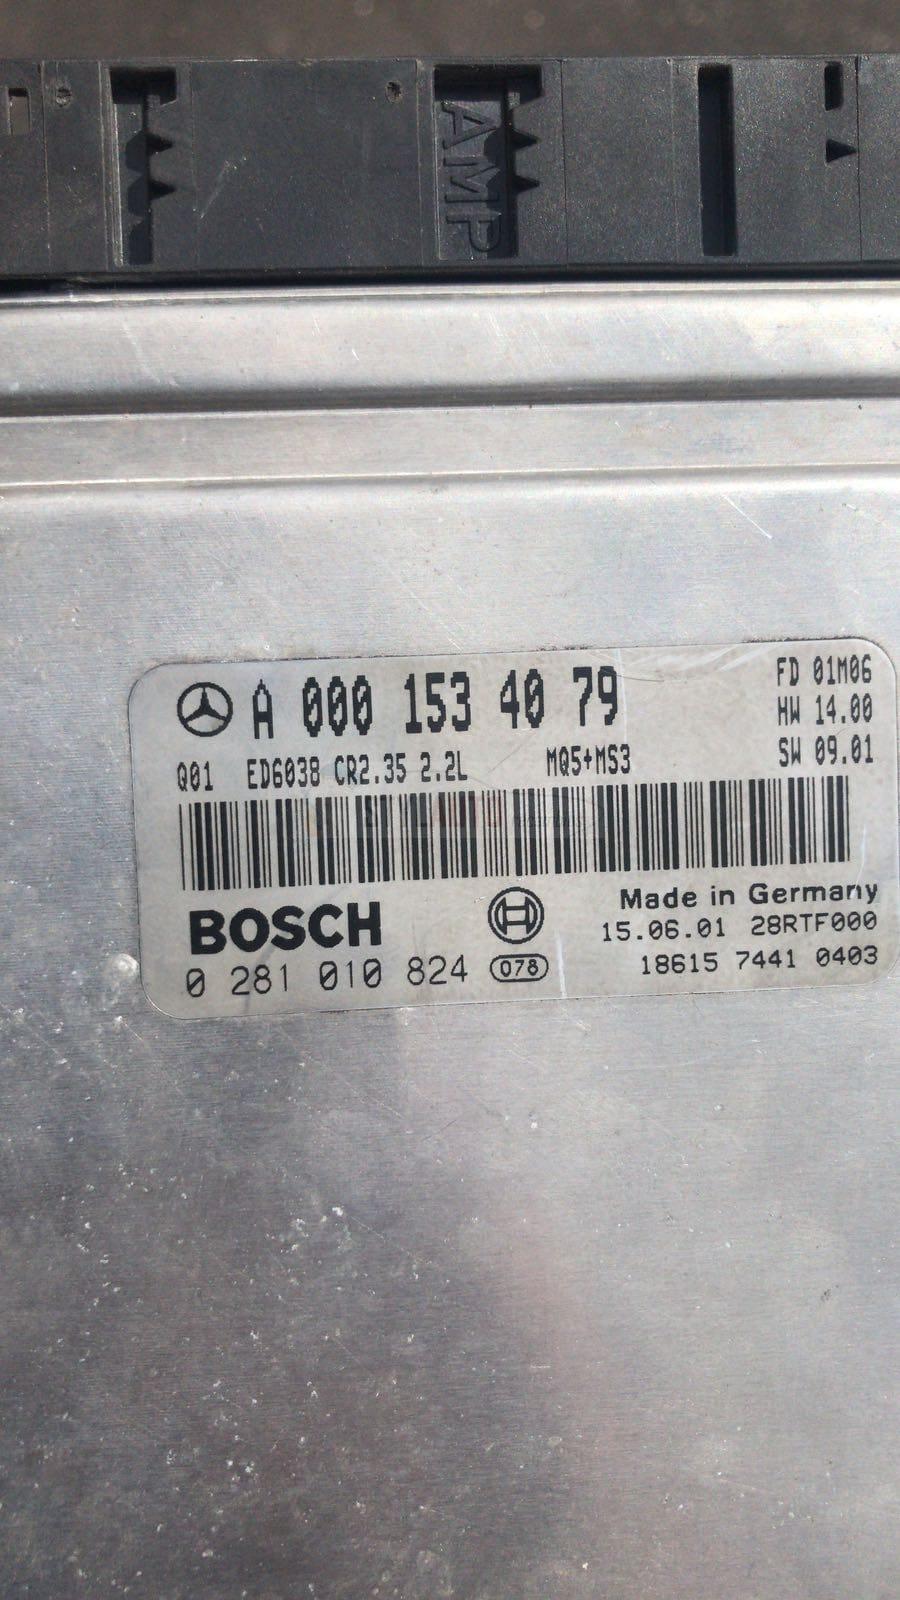 AMP
A 000 153 40 79
FD 01M06
HW 14.00
SW 09.01
Q01 ED6038 CR2.35 2.2L MQ5+MS3
BOSCH
Made in Germany
15.06.01 28RTF000
0 281 010 824 078
18615 7441 0403